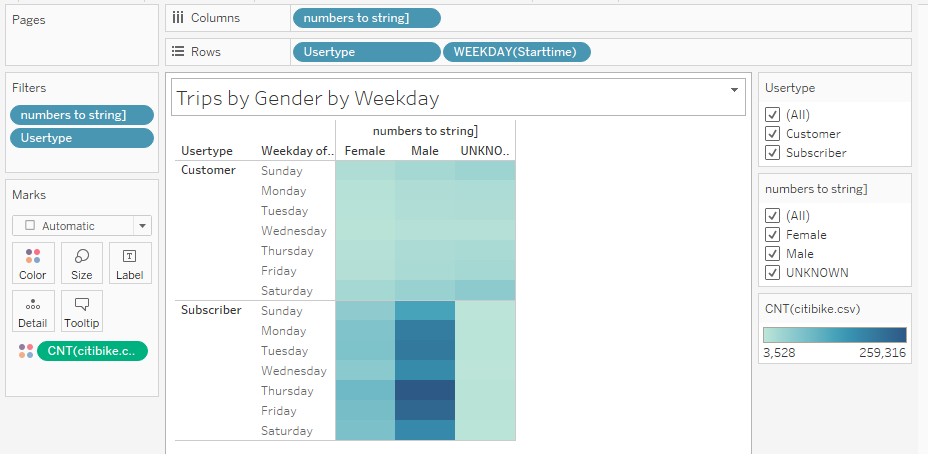 Pages
Columns
numbers to string]
Rows
Usertype
WEEKDAY(Starttime)
Filters
numbers to string]
Usertype
Marks
Automatic
Color
Size
Label
Detail
Tooltip
CNT(citibike.c..
Trips by Gender by Weekday
numbers to string]
Usertype Weekday of.. Female Male UNKNO..
Customer Sunday
Monday
Tuesday
Wednesday
Thursday
Friday
Saturday
Subscriber Sunday
Monday
Tuesday
Wednesday
Thursday
Friday
Saturday
Usertype
(All)
Customer
Subscriber
numbers to string]
(All)
Female
Male
UNKNOWN
CNT(citibike.csv)
3,528 259,316